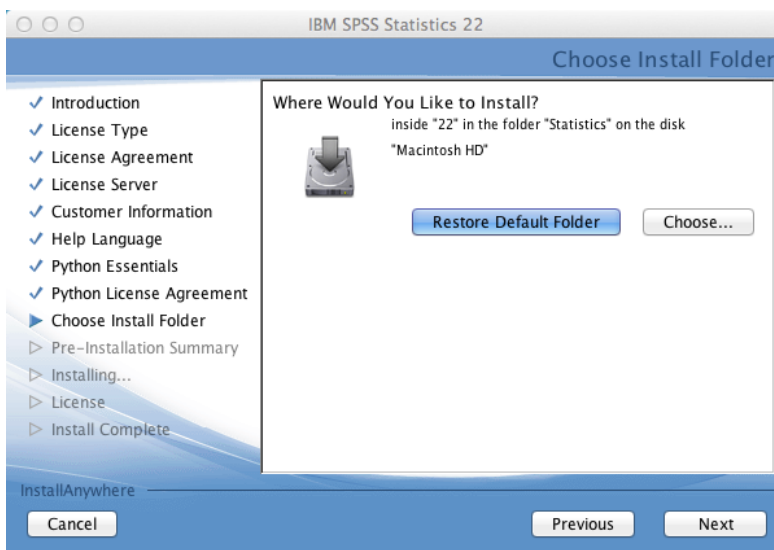 IBM SPSS Statistics 22
Choose Install Folder
Introduction
License Type
License Agreement
License Server
Customer Information
Help Language
Python Essentials
Python License Agreement
Choose Install Folder
Pre-Installation Summary
Installing...
License
Install Complete
Where Would You Like to Install?
inside "22" in the folder "Statistics" on the disk
"Macintosh HD"
Restore Default Folder
Choose...
InstallAnywhere
Cancel
Previous
Next